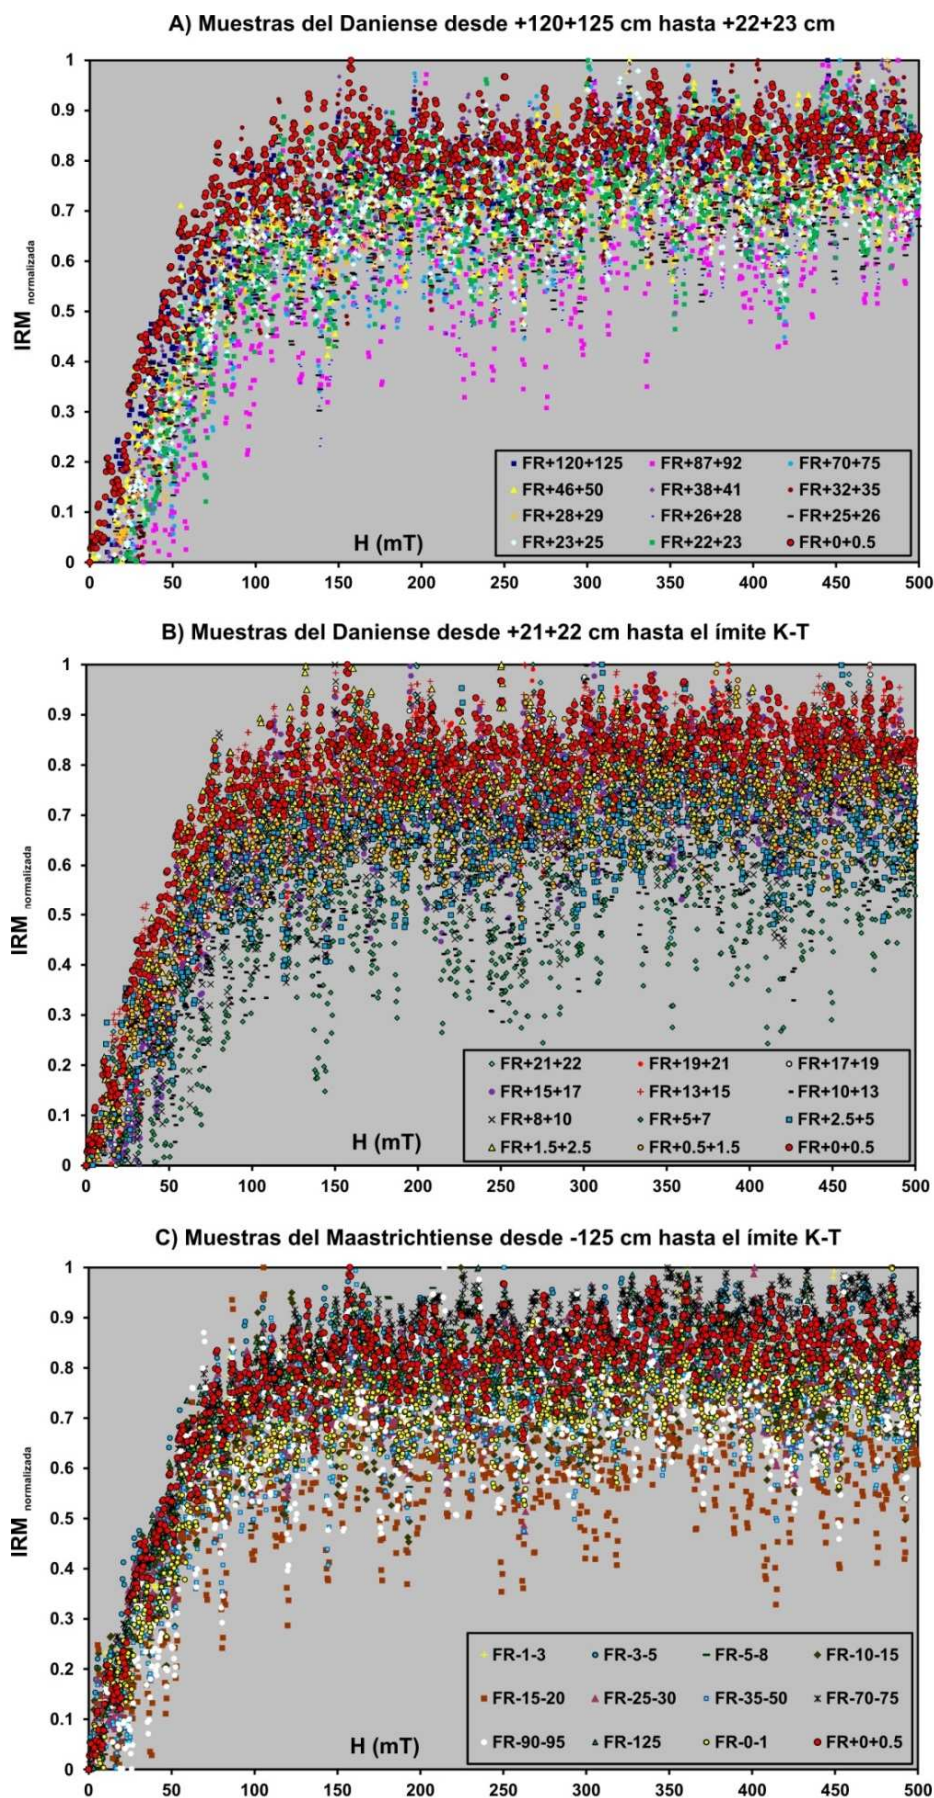 A) Muestras del Daniense desde +120+125 cm hasta +22+23 cm
1
0.9
0.8
0.7
0.6
0.5
0.4
0.3
0.2
0.1
0
IRM normalizada
H (mT)
FR+120+125 FR+87+92 FR+70+75
FR+46+50 FR+38+41 FR+32+35
FR+28+29 FR+26+28 FR+25+26
FR+23+25 FR+22+23 FR+0+0.5
0 50 100 150 200 250 300 350 400 450 500
B) Muestras del Daniense desde +21+22 cm hasta el ímite K-T
1
0.9
0.8
0.7
0.6
0.5
0.4
0.3
0.2
0.1
0
IRM normalizada
H (mT)
FR+21+22 FR+19+21 FR+17+19
FR+15+17 FR+13+15 FR+10+13
FR+8+10 FR+5+7 FR+2.5+5
FR+1.5+2.5 FR+0.5+1.5 FR+0+0.5
0 50 100 150 200 250 300 350 400 450 500
C) Muestras del Maastrichtiense desde -125 cm hasta el ímite K-T
1
0.9
0.8
0.7
0.6
0.5
0.4
0.3
0.2
0.1
0
IRM normalizada
H (mT)
FR-1-3 FR-3-5 FR-5-8 FR-10-15
FR-15-20 FR-25-30 FR-35-50 FR-70-75
FR-90-95 FR-125 FR-0-1 FR+0+0.5
0 50 100 150 200 250 300 350 400 450 500